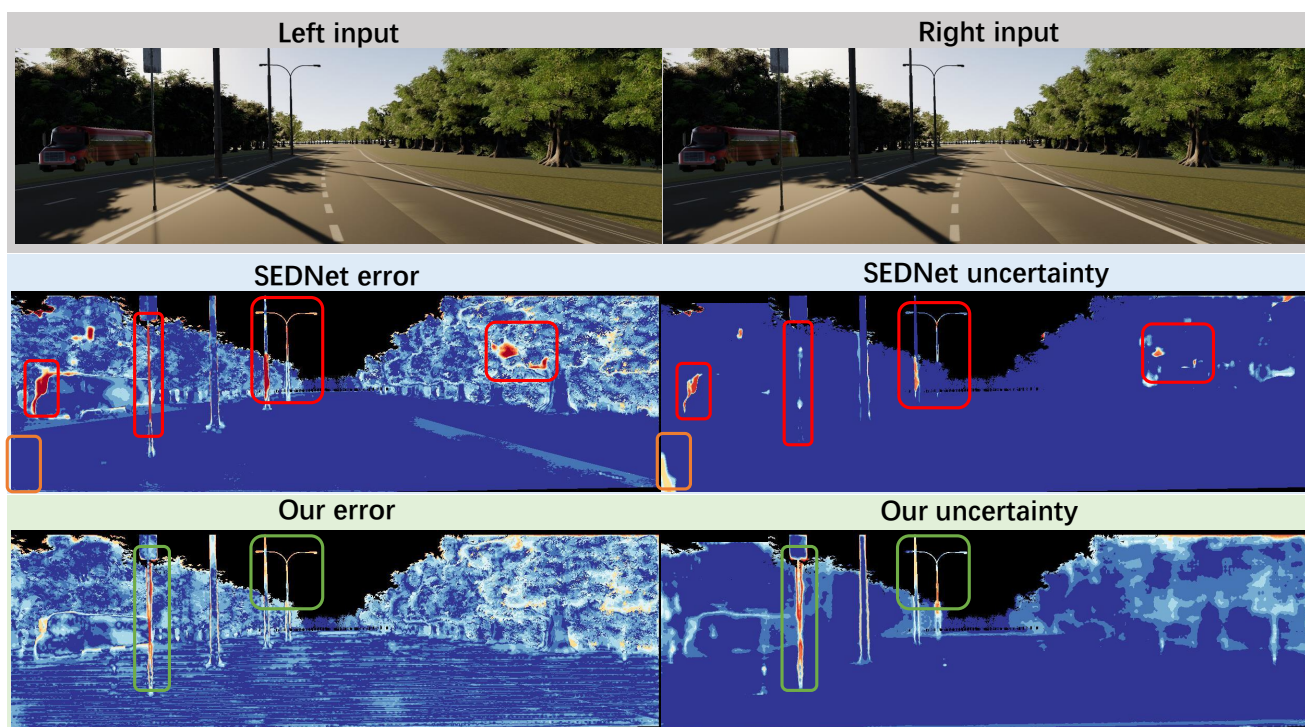 Left input
Right input
SEDNet error
SEDNet uncertainty
Our error
Our uncertainty